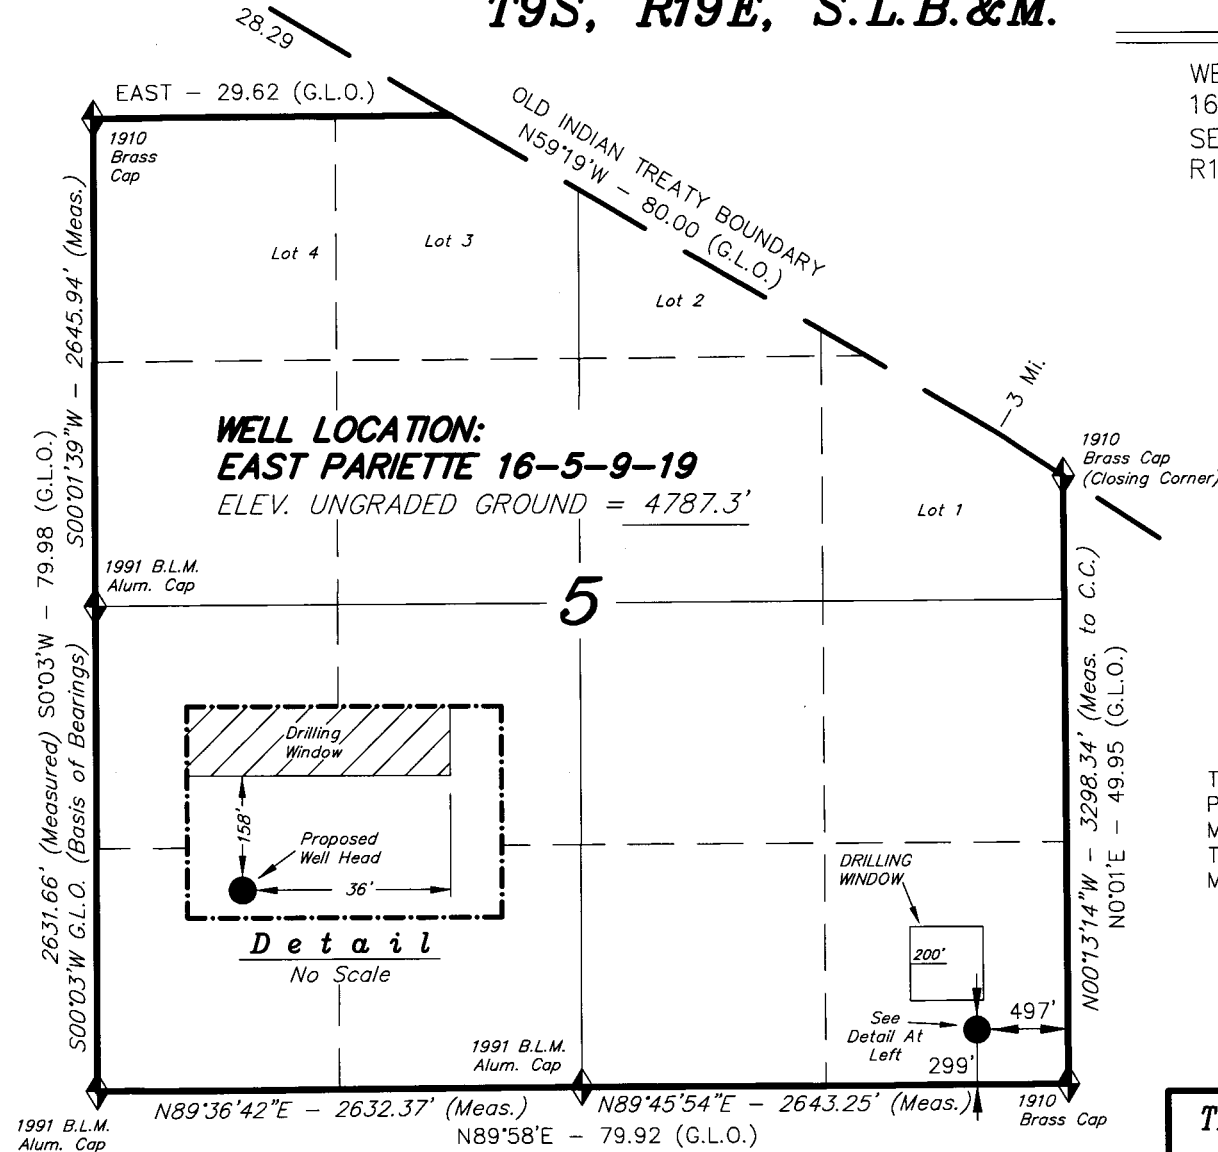 T9S, R19E, S.L.B.&M.
28.29
EAST – 29.62 (G.L.O.)
OLD INDIAN TREATY BOUNDARY
N59°19'W – 80.00 (G.L.O.)
1910
Brass
Cap
Lot 4
Lot 3
Lot 2
3 Mi.
1910
Brass Cap
(Closing Corner)
Lot 1
WELL LOCATION:
EAST PARIETTE 16–5–9–19
ELEV. UNGRADED GROUND = 4787.3'
S00°01'39"W – 2645.94' (Meas.)
S0°03'W – 79.98 (G.L.O.)
1991 B.L.M.
Alum. Cap
5
2631.66' (Measured)
S00°03'W G.L.O. (Basis of Bearings)
N00°13'14"W – 3298.34' (Meas. to C.C.)
N0°01'E – 49.95 (G.L.O.)
Drilling
Window
158'
Proposed
Well Head
36'
Detail
No Scale
DRILLING
WINDOW
200'
See
Detail At
Left
497'
299'
1991 B.L.M.
Alum. Cap
N89°36'42"E – 2632.37' (Meas.)
N89°45'54"E – 2643.25' (Meas.)
N89°58'E – 79.92 (G.L.O.)
1910
Brass Cap
1991 B.L.M.
Alum. Cap